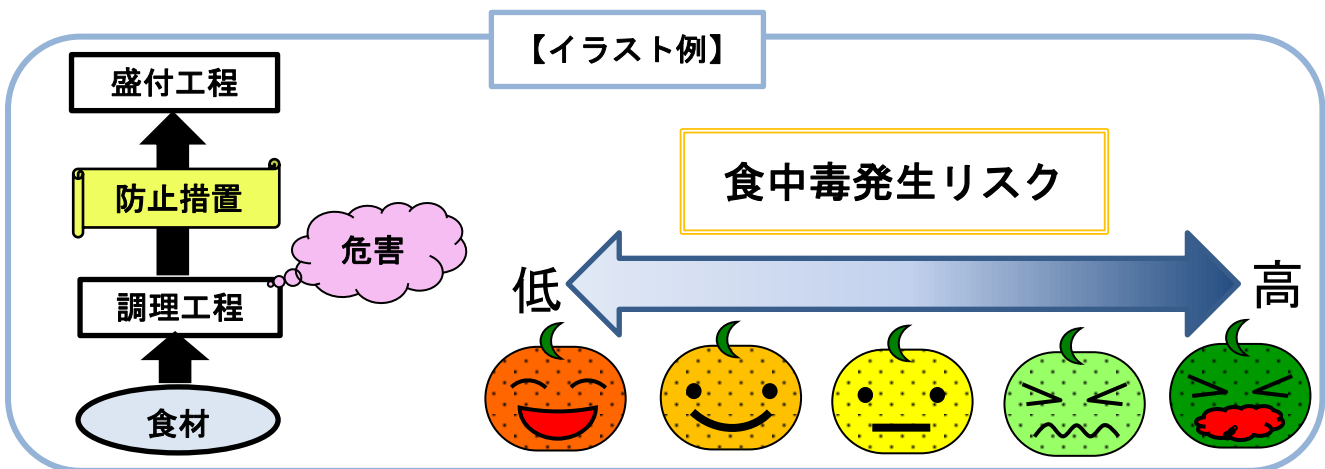 【イラスト例】
盛付工程
防止措置
危害
調理工程
食材
食中毒発生リスク
低
高